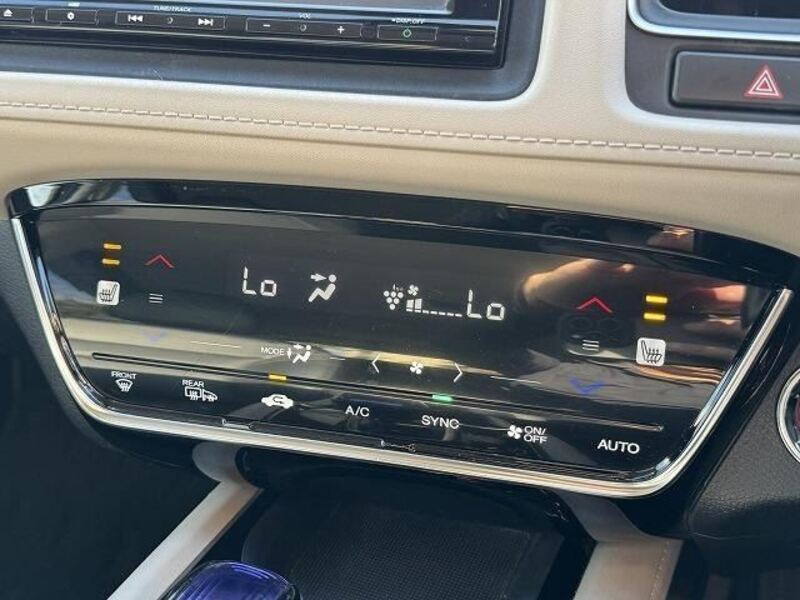 TUNE/TRACK
VOL
DISP.OFF
− +
Lo
Lo
MODE
FRONT
REAR
A/C
SYNC
ON/
OFF
AUTO